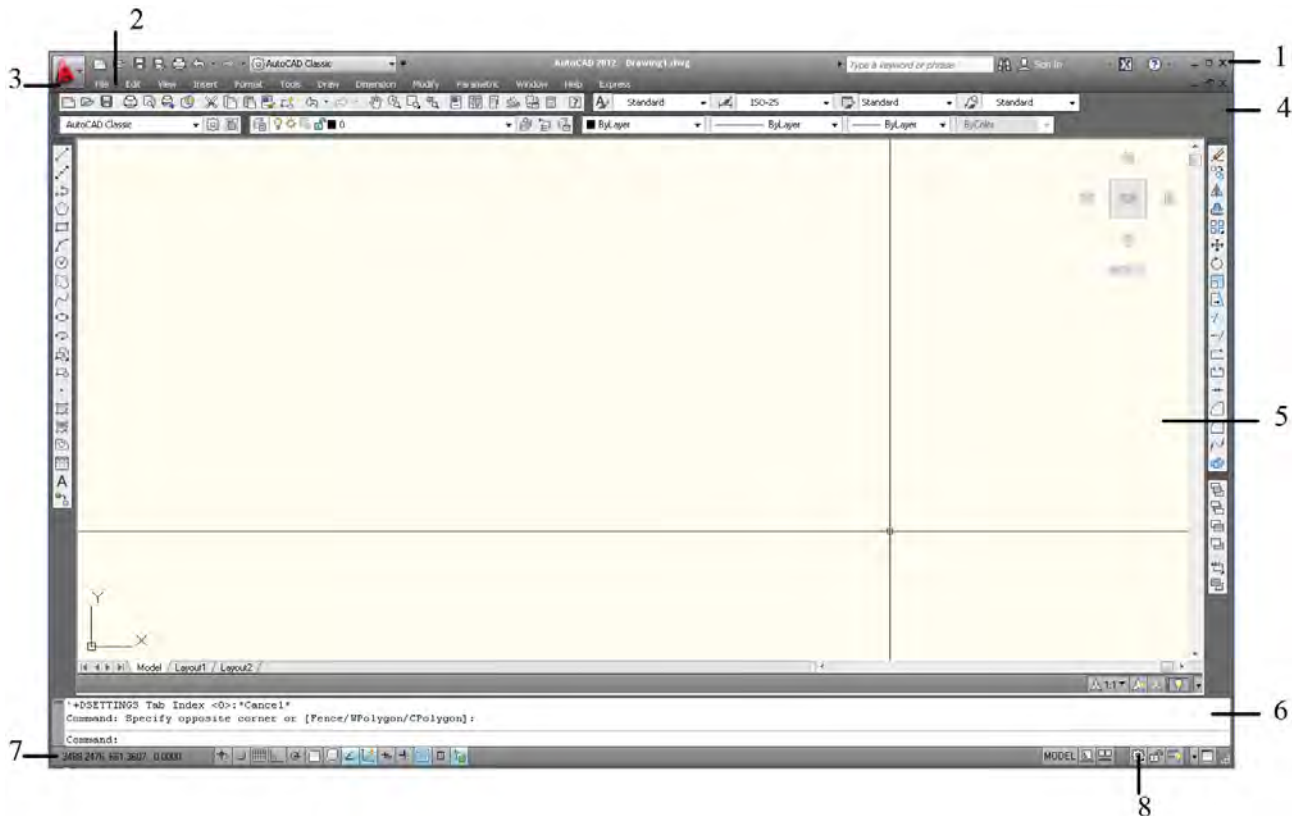 2
1
3
AutoCAD Classic
AutoCAD 2012 Drawing1.dwg
Type a keyword or phrase
Sign In
File Edit View Insert Format Tools Draw Dimension Modify Parametric Window Help Express
4
Standard ISO-25 Standard Standard
AutoCAD Classic 0 ByLayer ByLayer ByLayer ByColor
TOP
5
A
Y
X
Model Layout1 Layout2
1:1
'+DSETTINGS Tab Index <0>:*Cancel*
Command: Specify opposite corner or [Fence/WPolygon/CPolygon]:
6
Command:
7
0.0000
MODEL
8